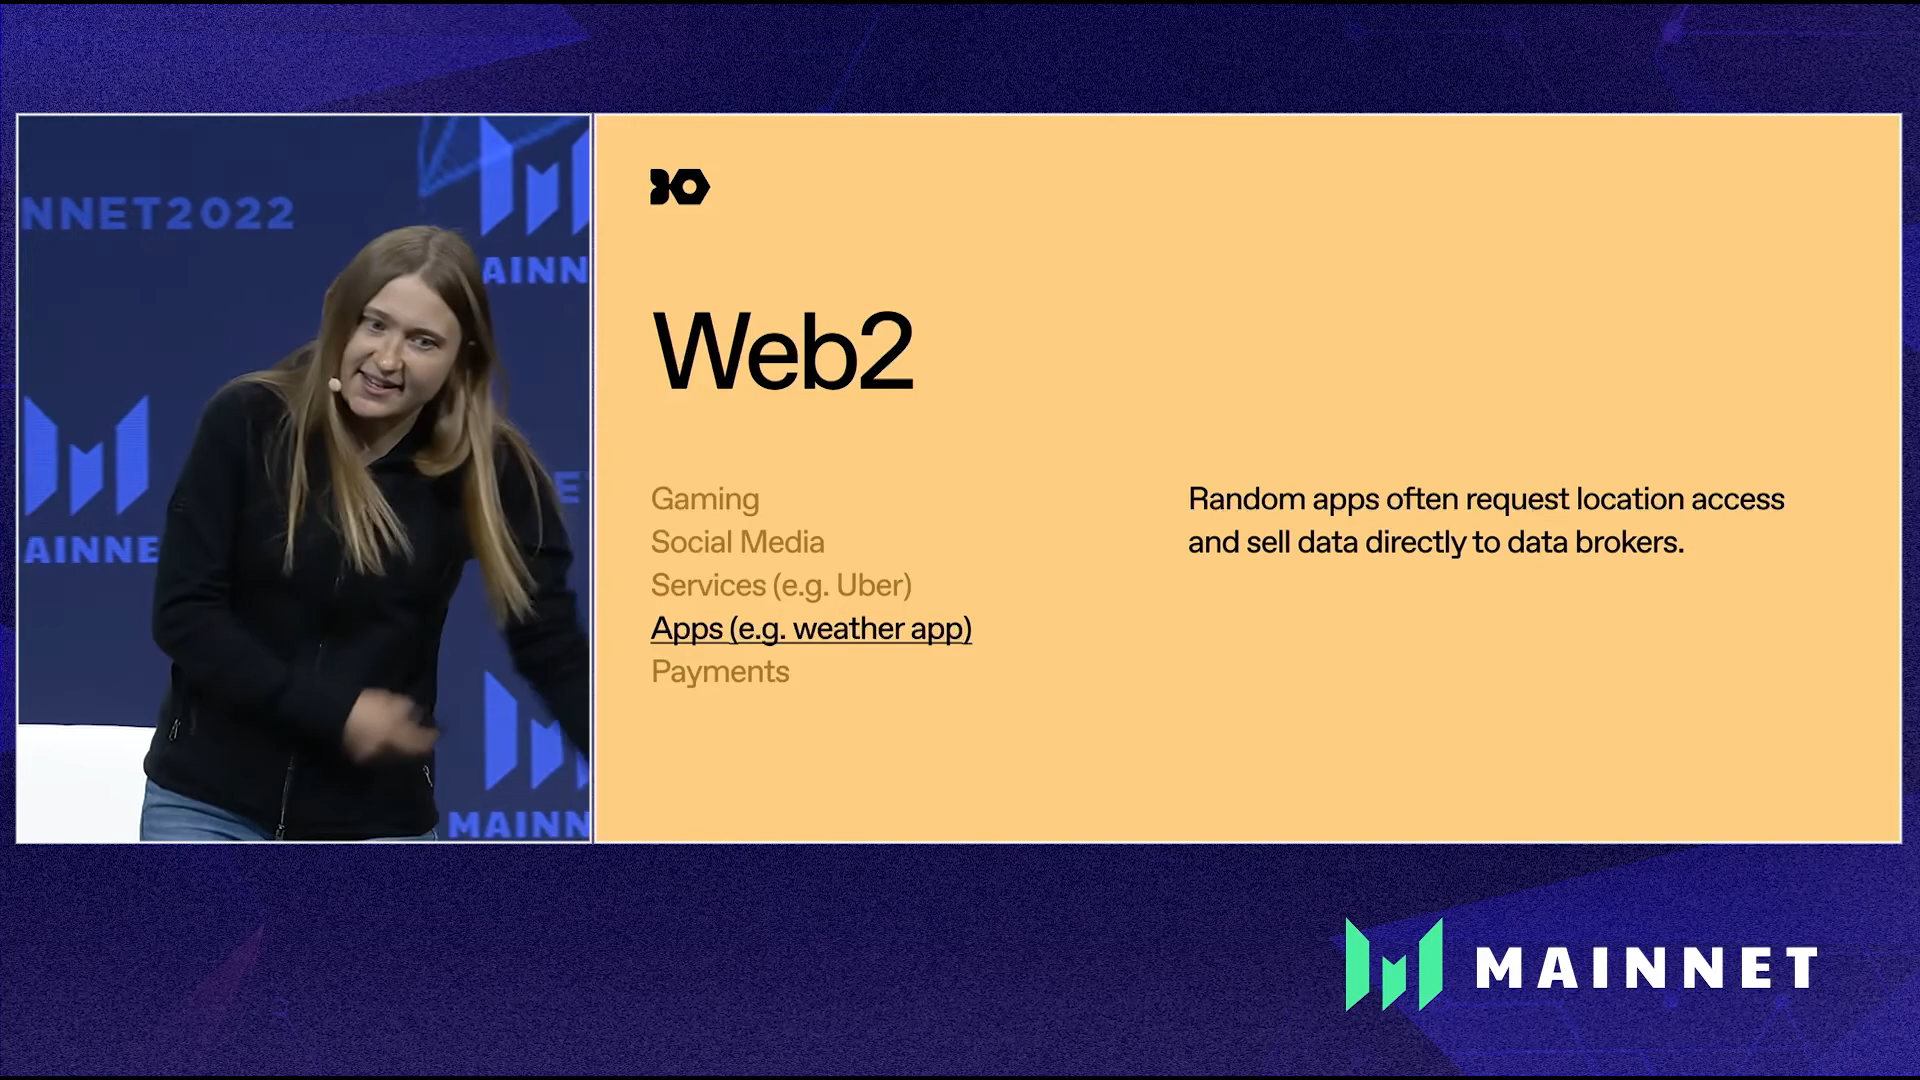 NNET2022
AINN
AINNE
MAINN
Web2
Gaming
Social Media
Services (e.g. Uber)
Apps (e.g. weather app)
Payments
Random apps often request location access
and sell data directly to data brokers.
MAINNET